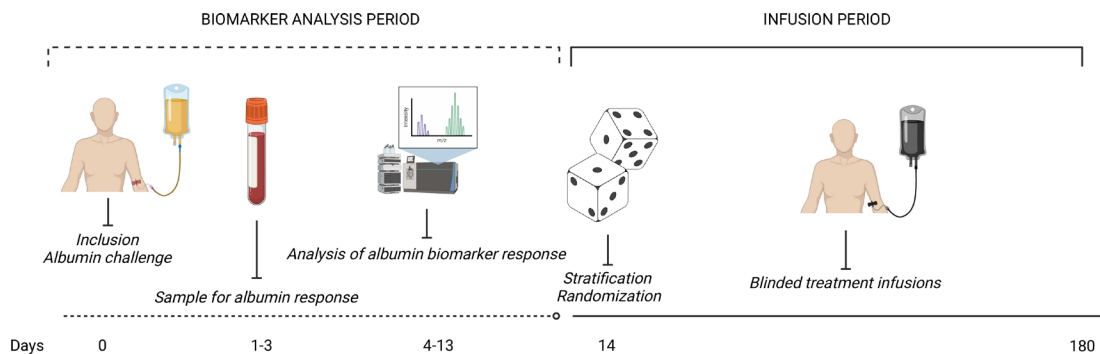 BIOMARKER ANALYSIS PERIOD
INFUSION PERIOD
Intensity
m/z
Inclusion
Albumin challenge
Sample for albumin response
Analysis of albumin biomarker response
Stratification
Randomization
Blinded treatment infusions
Days 0 1-3 4-13 14 180